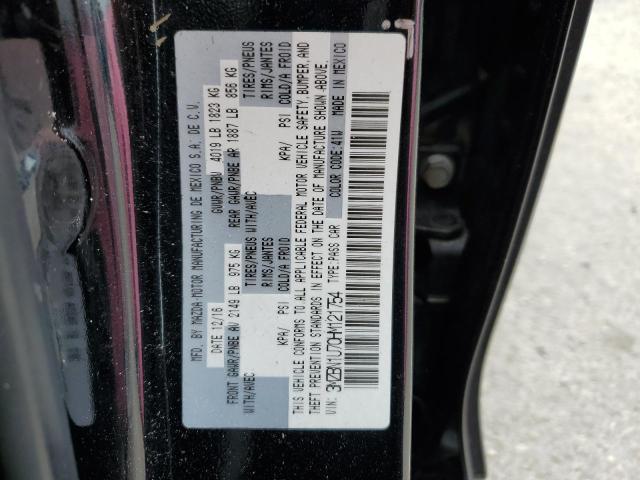 MFD. BY MAZDA MOTOR MANUFACTURING DE MEXICO S.A. DE C.V.
DATE 12/16 GVWR/PNBV 4019 LB 1823 KG
FRONT GAWR/PNBE AV 2149 LB 975 KG REAR GAWR/PNBE AR 1887 LB 856 KG
WITH/AVEC TIRES/PNEUS WITH/AVEC TIRES/PNEUS
RIMS/JANTES RIMS/JANTES
KPA/ PSI COLD/A FROID KPA/ PSI COLD/A FROID
THIS VEHICLE CONFORMS TO ALL APPLICABLE FEDERAL MOTOR VEHICLE SAFETY, BUMPER, AND
THEFT PREVENTION STANDARDS IN EFFECT ON THE DATE OF MANUFACTURE SHOWN ABOVE.
VIN: 3MZBN1U70HM121754 TYPE:PASS CAR COLOR CODE:41W MADE IN MEXICO